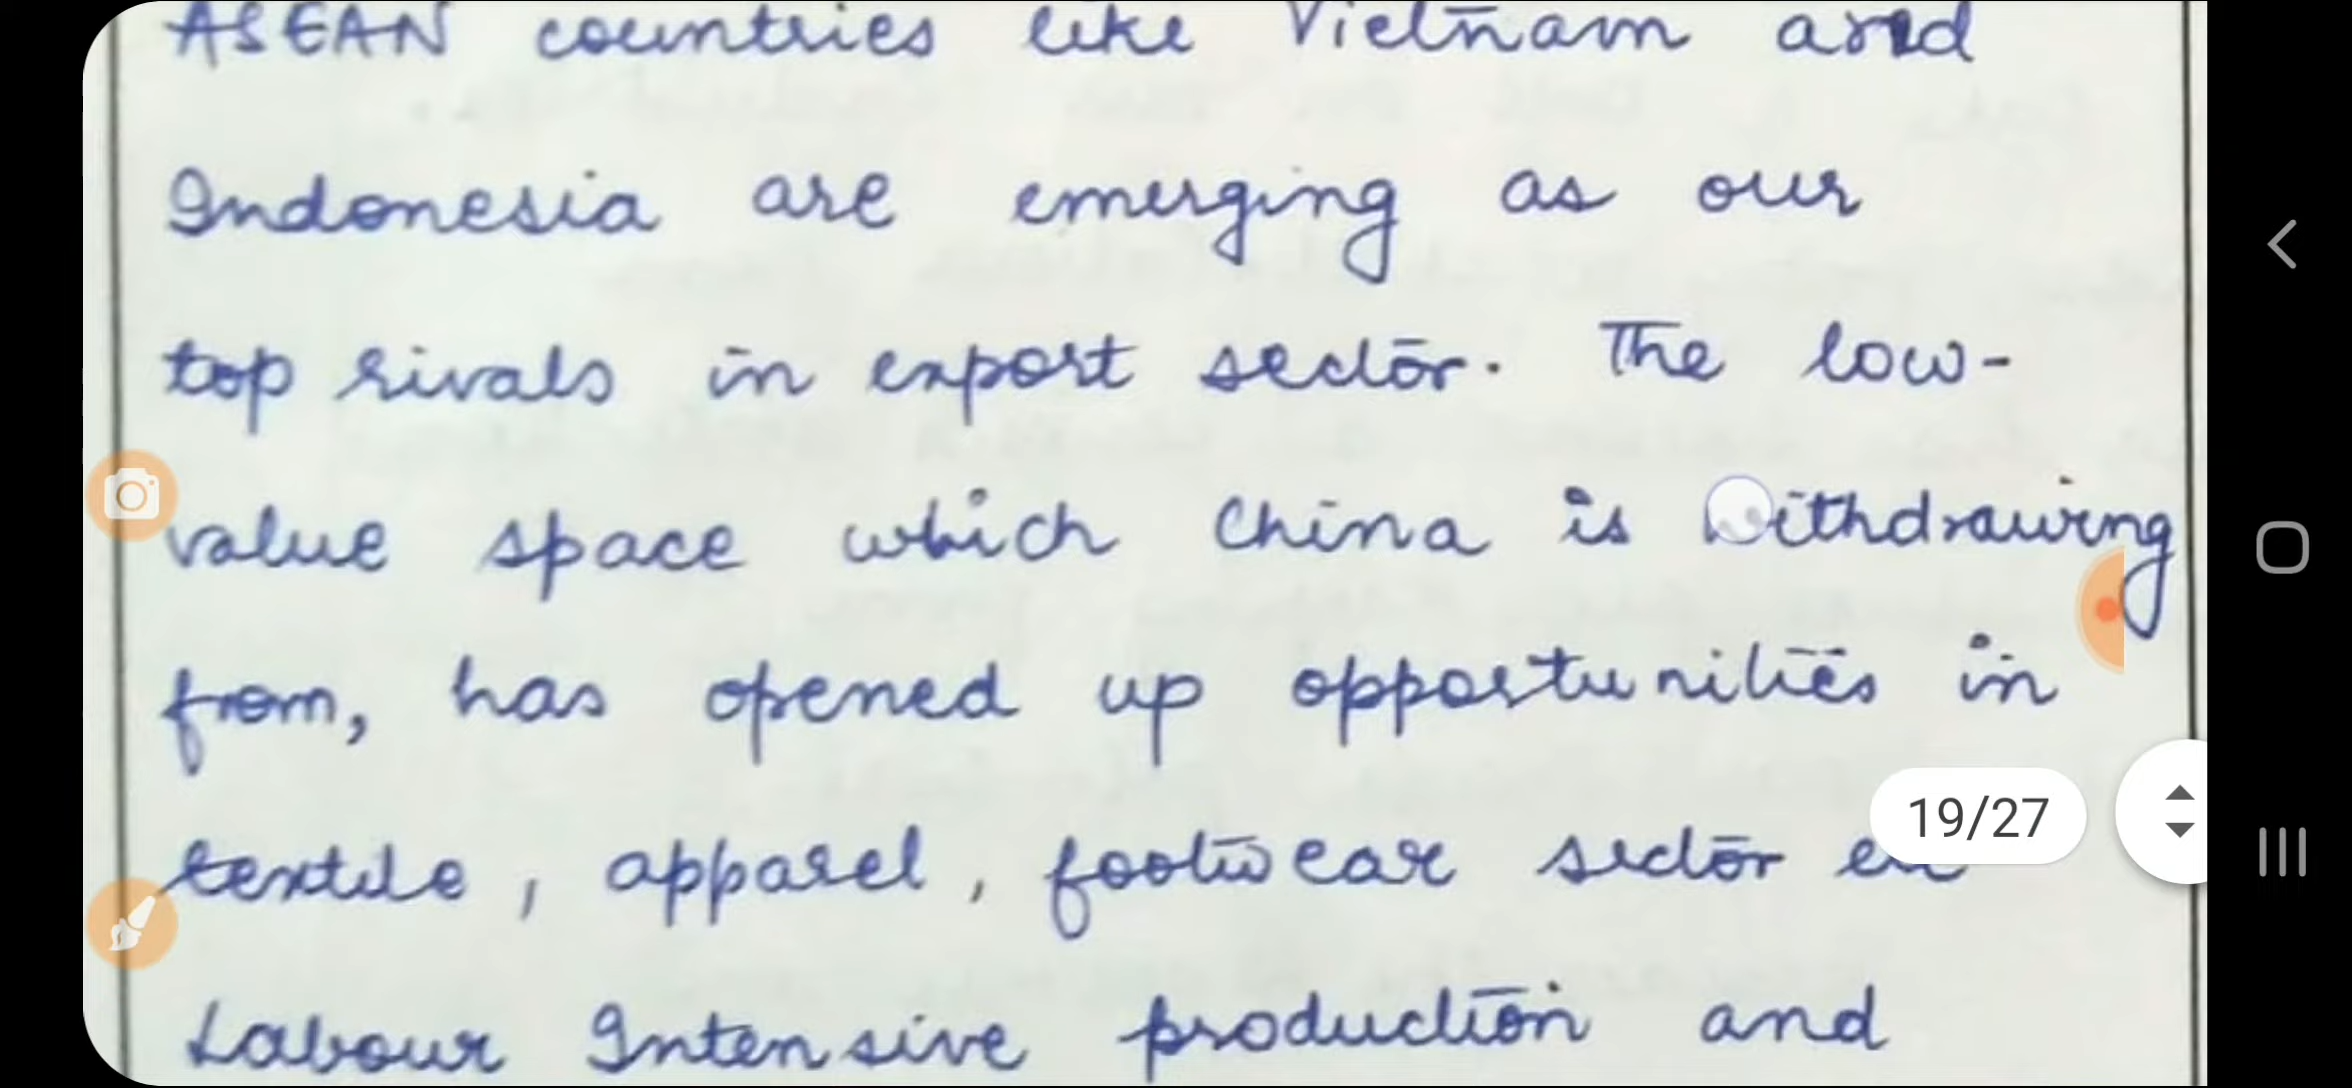 ASEAN countries like Vietnam and
Indonesia are emerging as our
top rivals in export sector. The low-
value space which China is withdrawing
from, has opened up opportunities in
19/27
textile, apparel, footwear sector
Labour Intensive production and